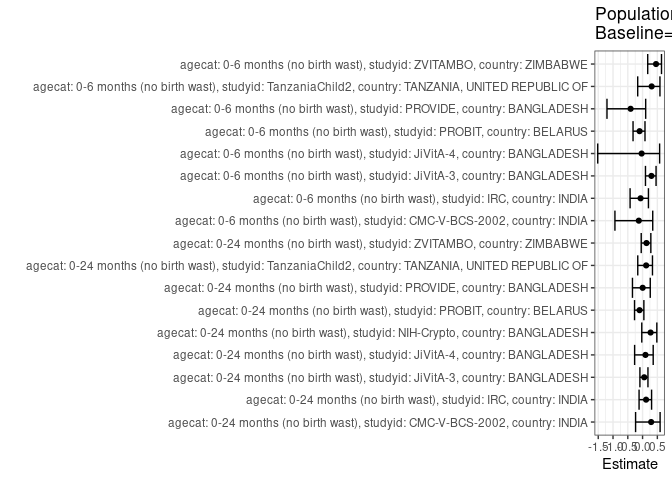 Population
Baseline=
agecat: 0-6 months (no birth wast), studyid: ZVITAMBO, country: ZIMBABWE
agecat: 0-6 months (no birth wast), studyid: TanzaniaChild2, country: TANZANIA, UNITED REPUBLIC OF
agecat: 0-6 months (no birth wast), studyid: PROVIDE, country: BANGLADESH
agecat: 0-6 months (no birth wast), studyid: PROBIT, country: BELARUS
agecat: 0-6 months (no birth wast), studyid: JiVitA-4, country: BANGLADESH
agecat: 0-6 months (no birth wast), studyid: JiVitA-3, country: BANGLADESH
agecat: 0-6 months (no birth wast), studyid: IRC, country: INDIA
agecat: 0-6 months (no birth wast), studyid: CMC-V-BCS-2002, country: INDIA
agecat: 0-24 months (no birth wast), studyid: ZVITAMBO, country: ZIMBABWE
agecat: 0-24 months (no birth wast), studyid: TanzaniaChild2, country: TANZANIA, UNITED REPUBLIC OF
agecat: 0-24 months (no birth wast), studyid: PROVIDE, country: BANGLADESH
agecat: 0-24 months (no birth wast), studyid: PROBIT, country: BELARUS
agecat: 0-24 months (no birth wast), studyid: NIH-Crypto, country: BANGLADESH
agecat: 0-24 months (no birth wast), studyid: JiVitA-4, country: BANGLADESH
agecat: 0-24 months (no birth wast), studyid: JiVitA-3, country: BANGLADESH
agecat: 0-24 months (no birth wast), studyid: IRC, country: INDIA
agecat: 0-24 months (no birth wast), studyid: CMC-V-BCS-2002, country: INDIA
-1.5 -1.0 -0.5 0.0 0.5
Estimate